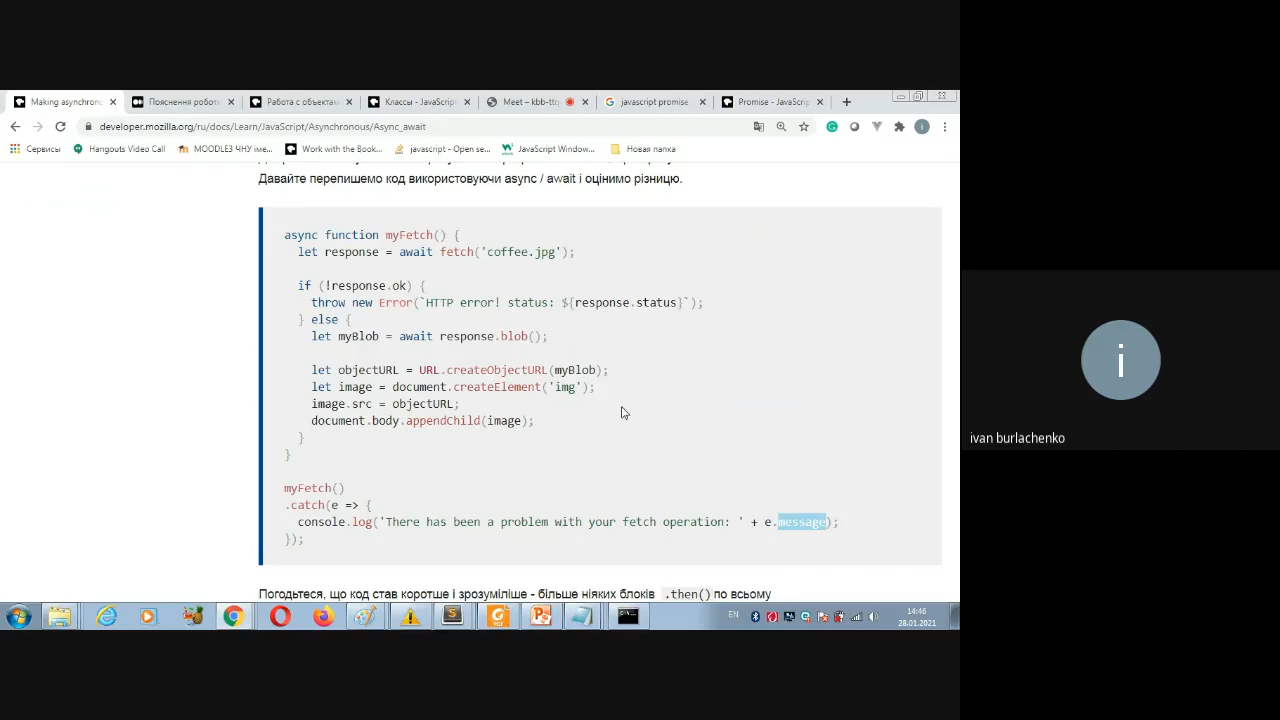 Making asynchrono
Пояснення роботи
Работа с объектам
Классы - JavaScript
Meet – kbb-tto
javascript promise
Promise - JavaScrip
developer.mozilla.org/ru/docs/Learn/JavaScript/Asynchronous/Async_await
Сервисы
Hangouts Video Call
MOODLE3 ЧНУ іме...
Work with the Book...
javascript - Open se...
JavaScript Window...
Новая папка
Давайте перепишемо код використовуючи async / await і оцінимо різницю.
async function myFetch() {
let response = await fetch('coffee.jpg');
if (!response.ok) {
throw new Error(`HTTP error! status: ${response.status}`);
} else {
let myBlob = await response.blob();
let objectURL = URL.createObjectURL(myBlob);
let image = document.createElement('img');
image.src = objectURL;
document.body.appendChild(image);
}
}
myFetch()
.catch(e => {
console.log('There has been a problem with your fetch operation: ' + e.message);
});
Погодьтеся, що код став коротше і зрозуміліше - більше ніяких блоків .then() по всьому
EN
14:46
28.01.2021
i
ivan burlachenko